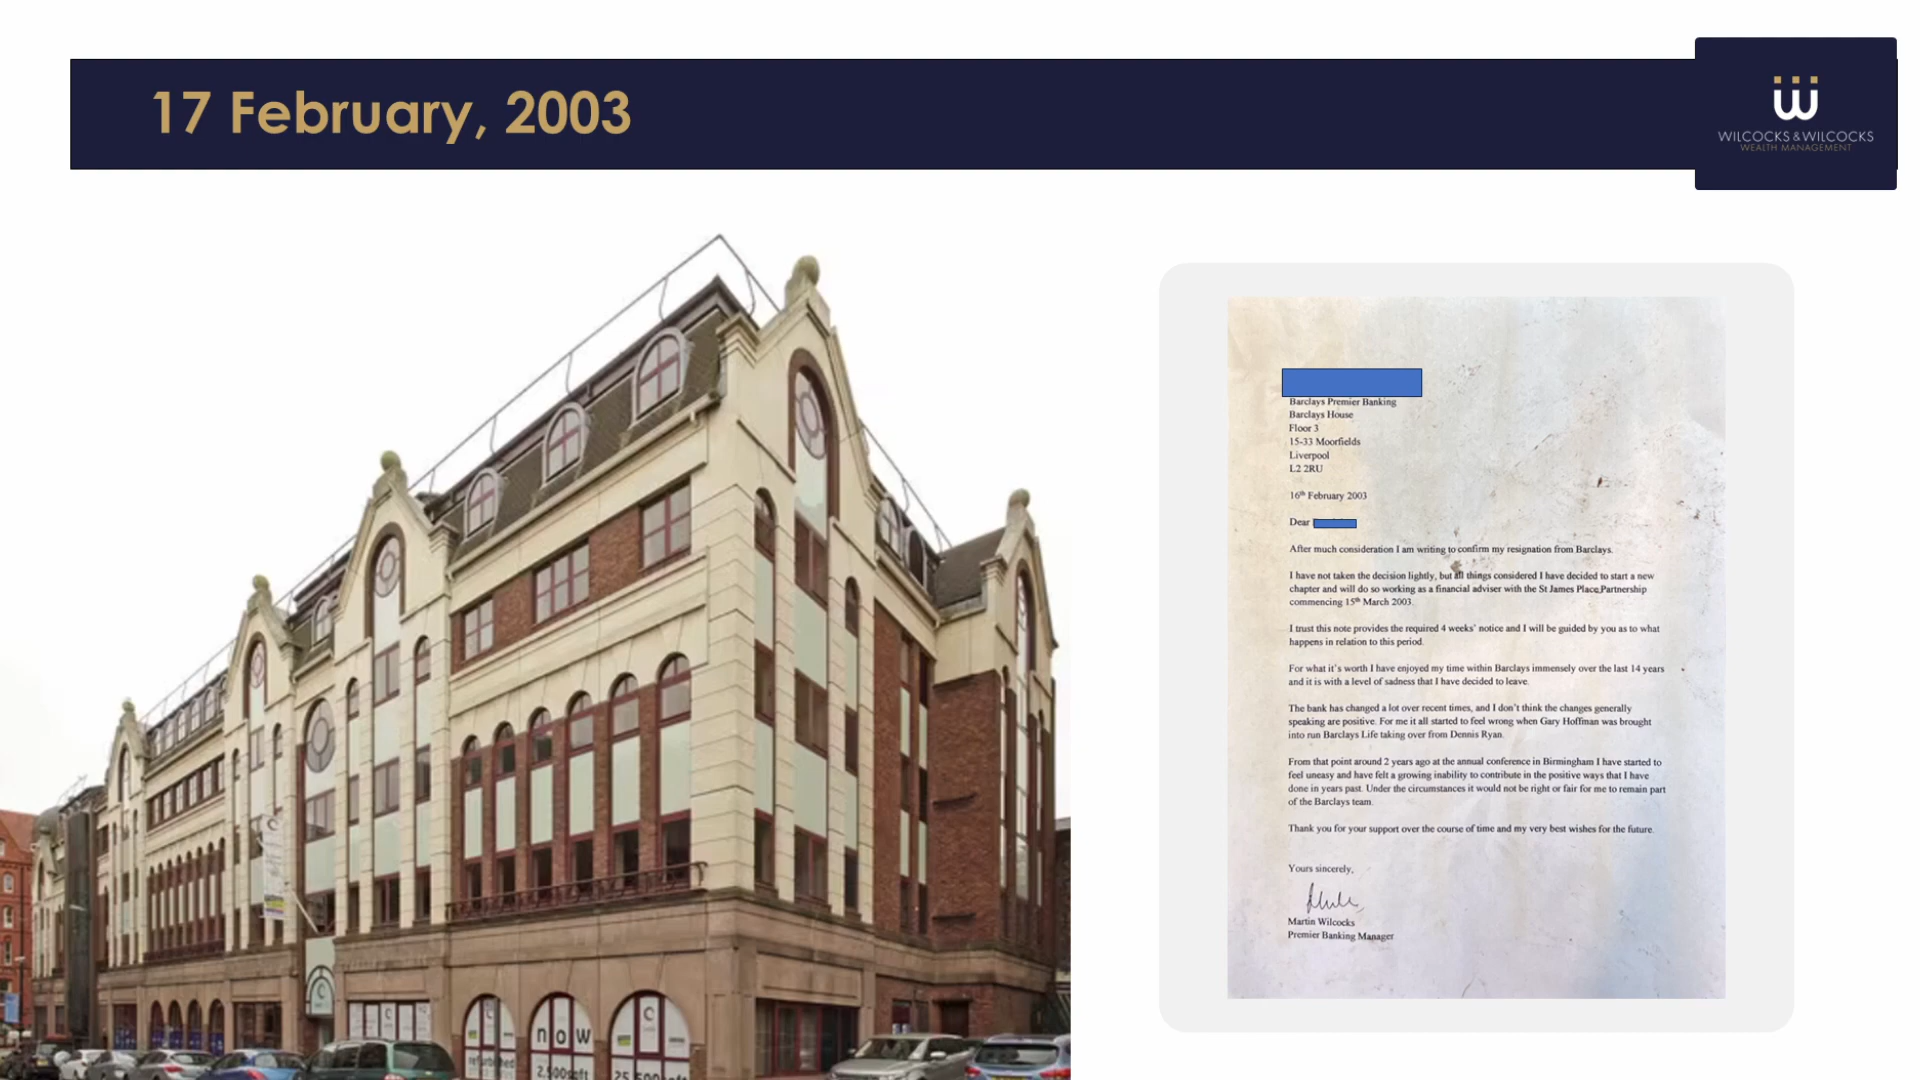 17 February, 2003
WILCOCKS & WILCOCKS
WEALTH MANAGEMENT
Barclays Premier Banking
Barclays House
Floor 3
15-33 Moorfields
Liverpool
L2 2RU
16th February 2003
Dear
After much consideration I am writing to confirm my resignation from Barclays.
I have not taken the decision lightly, but all things considered I have decided to start a new
chapter and will do so working as a financial adviser with the St James Place Partnership
commencing 15th March 2003.
I trust this note provides the required 4 weeks' notice and I will be guided by you as to what
happens in relation to this period.
For what it's worth I have enjoyed my time within Barclays immensely over the last 14 years
and it is with a level of sadness that I have decided to leave.
The bank has changed a lot over recent times, and I don't think the changes generally
speaking are positive. For me it all started to feel wrong when Gary Hoffman was brought
into run Barclays Life taking over from Dennis Ryan.
From that point around 2 years ago at the annual conference in Birmingham I have started to
feel uneasy and have felt a growing inability to contribute in the positive ways that I have
done in years past. Under the circumstances it would not be right or fair for me to remain part
of the Barclays team.
Thank you for your support over the course of time and my very best wishes for the future.
Yours sincerely,
Martin Wilcocks
Premier Banking Manager
now
refurbished
2,500sqft
25,500sqft